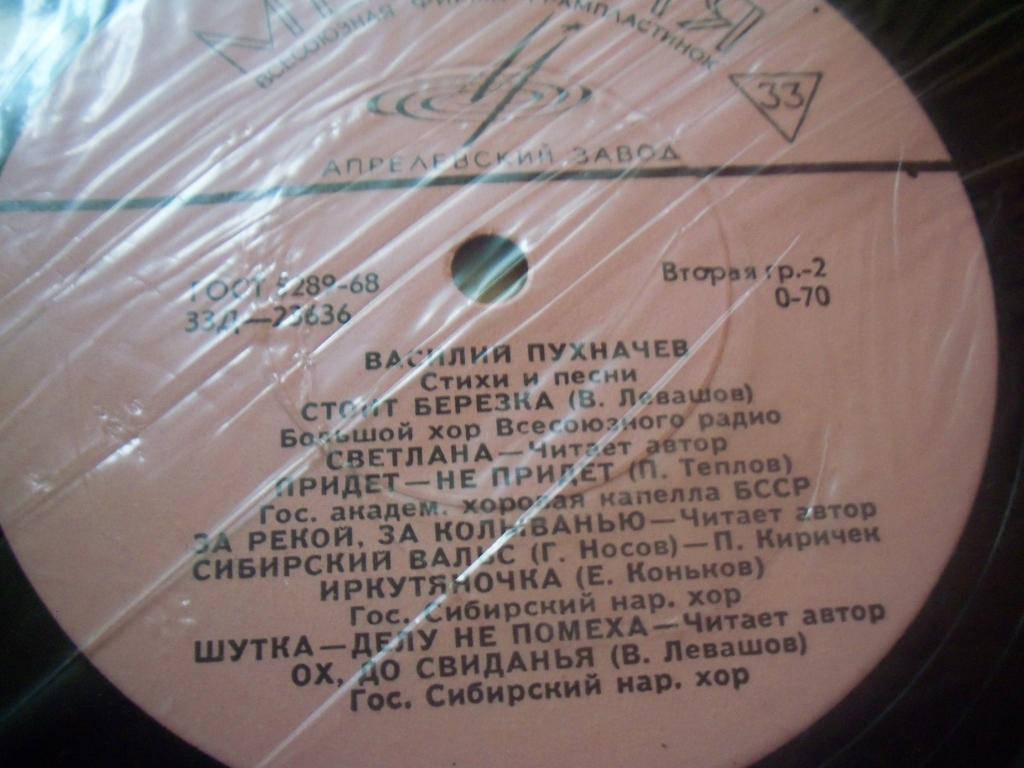 ВСЕСОЮЗНАЯ ФИРМА ГРАМПЛАСТИНОК
33
АПРЕЛЕВСКИЙ ЗАВОД
ГОСТ 5289-68
Вторая гр.-2
33Д—23636
0-70
ВАСИЛИЙ ПУХНАЧЕВ
Стихи и песни
СТОИТ БЕРЕЗКА (В. Левашов)
Большой хор Всесоюзного радио
СВЕТЛАНА—Читает автор
ПРИДЕТ—НЕ ПРИДЕТ (П. Теплов)
Гос. академ. хоровая капелла БССР
ЗА РЕКОЙ, ЗА КОЛЫВАНЬЮ—Читает автор
СИБИРСКИЙ ВАЛЬС (Г. Носов)—П. Киричек
ИРКУТЯНОЧКА (Е. Коньков)
Гос. Сибирский нар. хор
ШУТКА—ДЕЛУ НЕ ПОМЕХА—Читает автор
ОХ, ДО СВИДАНЬЯ (В. Левашов)
Гос. Сибирский нар. хор